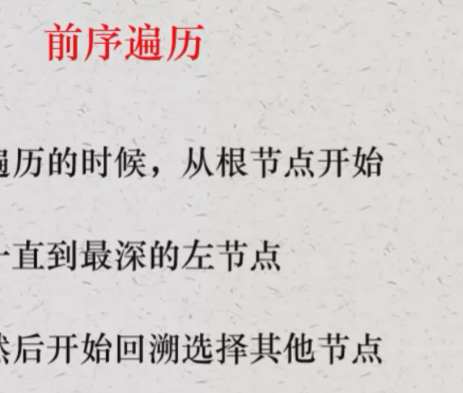 前序遍历
遍历的时候，从根节点开始
一直到最深的左节点
然后开始回溯选择其他节点